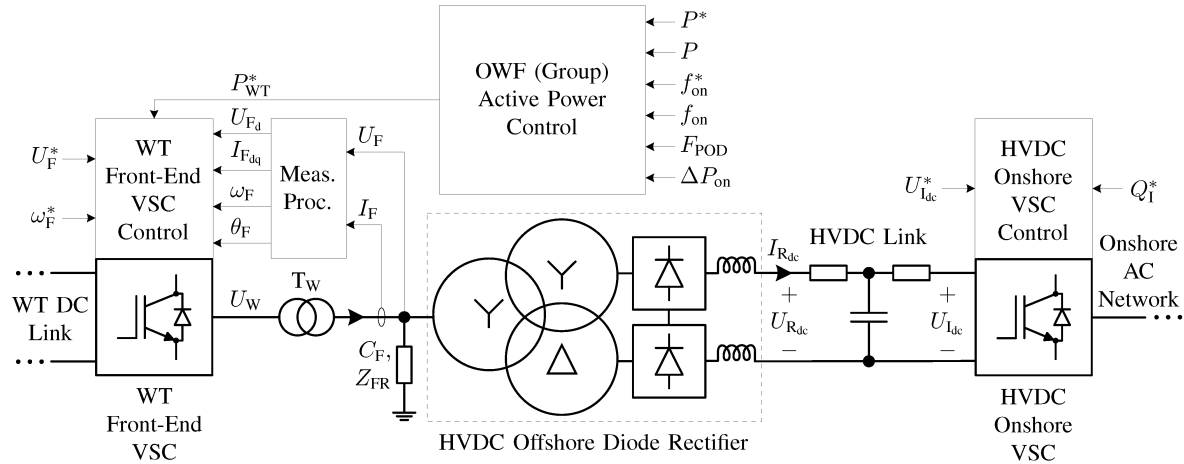 OWF (Group)
Active Power
Control
P*
P
f*on
fon
FPOD
ΔPon
P*WT
WT
Front-End
VSC
Control
U*F
ω*F
UFd
IFdq
ωF
θF
Meas.
Proc.
UF
IF
HVDC
Onshore
VSC
Control
U*Idc
Q*I
WT DC
Link
UW
TW
CF,
ZFR
IRdc
HVDC Link
+
URdc
−
+
UIdc
−
Onshore
AC
Network
WT
Front-End
VSC
HVDC Offshore Diode Rectifier
HVDC
Onshore
VSC